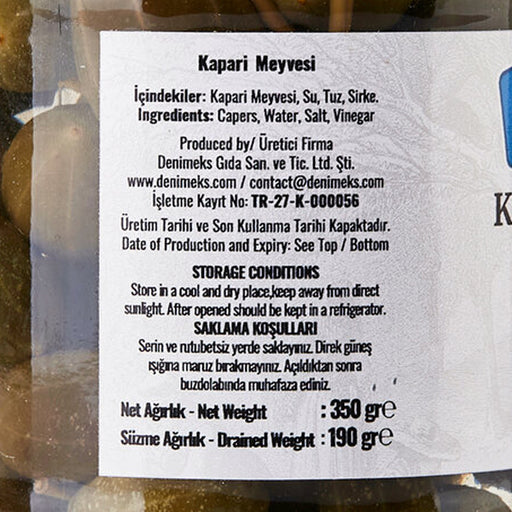 Kapari Meyvesi
İçindekiler: Kapari Meyvesi, Su, Tuz, Sirke.
Ingredients: Capers, Water, Salt, Vinegar
Produced by/ Üretici Firma
Denimeks Gıda San. ve Tic. Ltd. Şti.
www.denimeks.com / contact@denimeks.com
İşletme Kayıt No: TR-27-K-000056
Üretim Tarihi ve Son Kullanma Tarihi Kapaktadır.
Date of Production and Expiry: See Top / Bottom
STORAGE CONDITIONS
Store in a cool and dry place,keep away from direct
sunlight. After opened should be kept in a refrigerator.
SAKLAMA KOŞULLARI
Serin ve rutubetsiz yerde saklayınız. Direk güneş
ışığına maruz bırakmayınız. Açıldıktan sonra
buzdolabında muhafaza ediniz.
Net Ağırlık - Net Weight : 350 gr℮
Süzme Ağırlık - Drained Weight : 190 gr℮
K